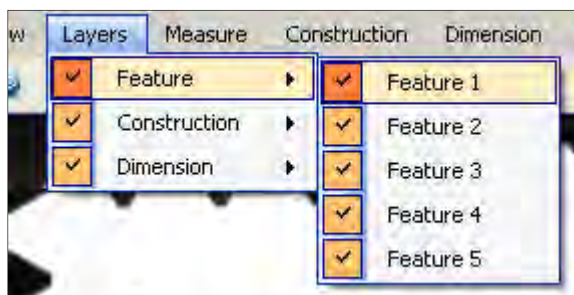 w Layers Measure Construction Dimension
Feature
Construction
Dimension
Feature 1
Feature 2
Feature 3
Feature 4
Feature 5